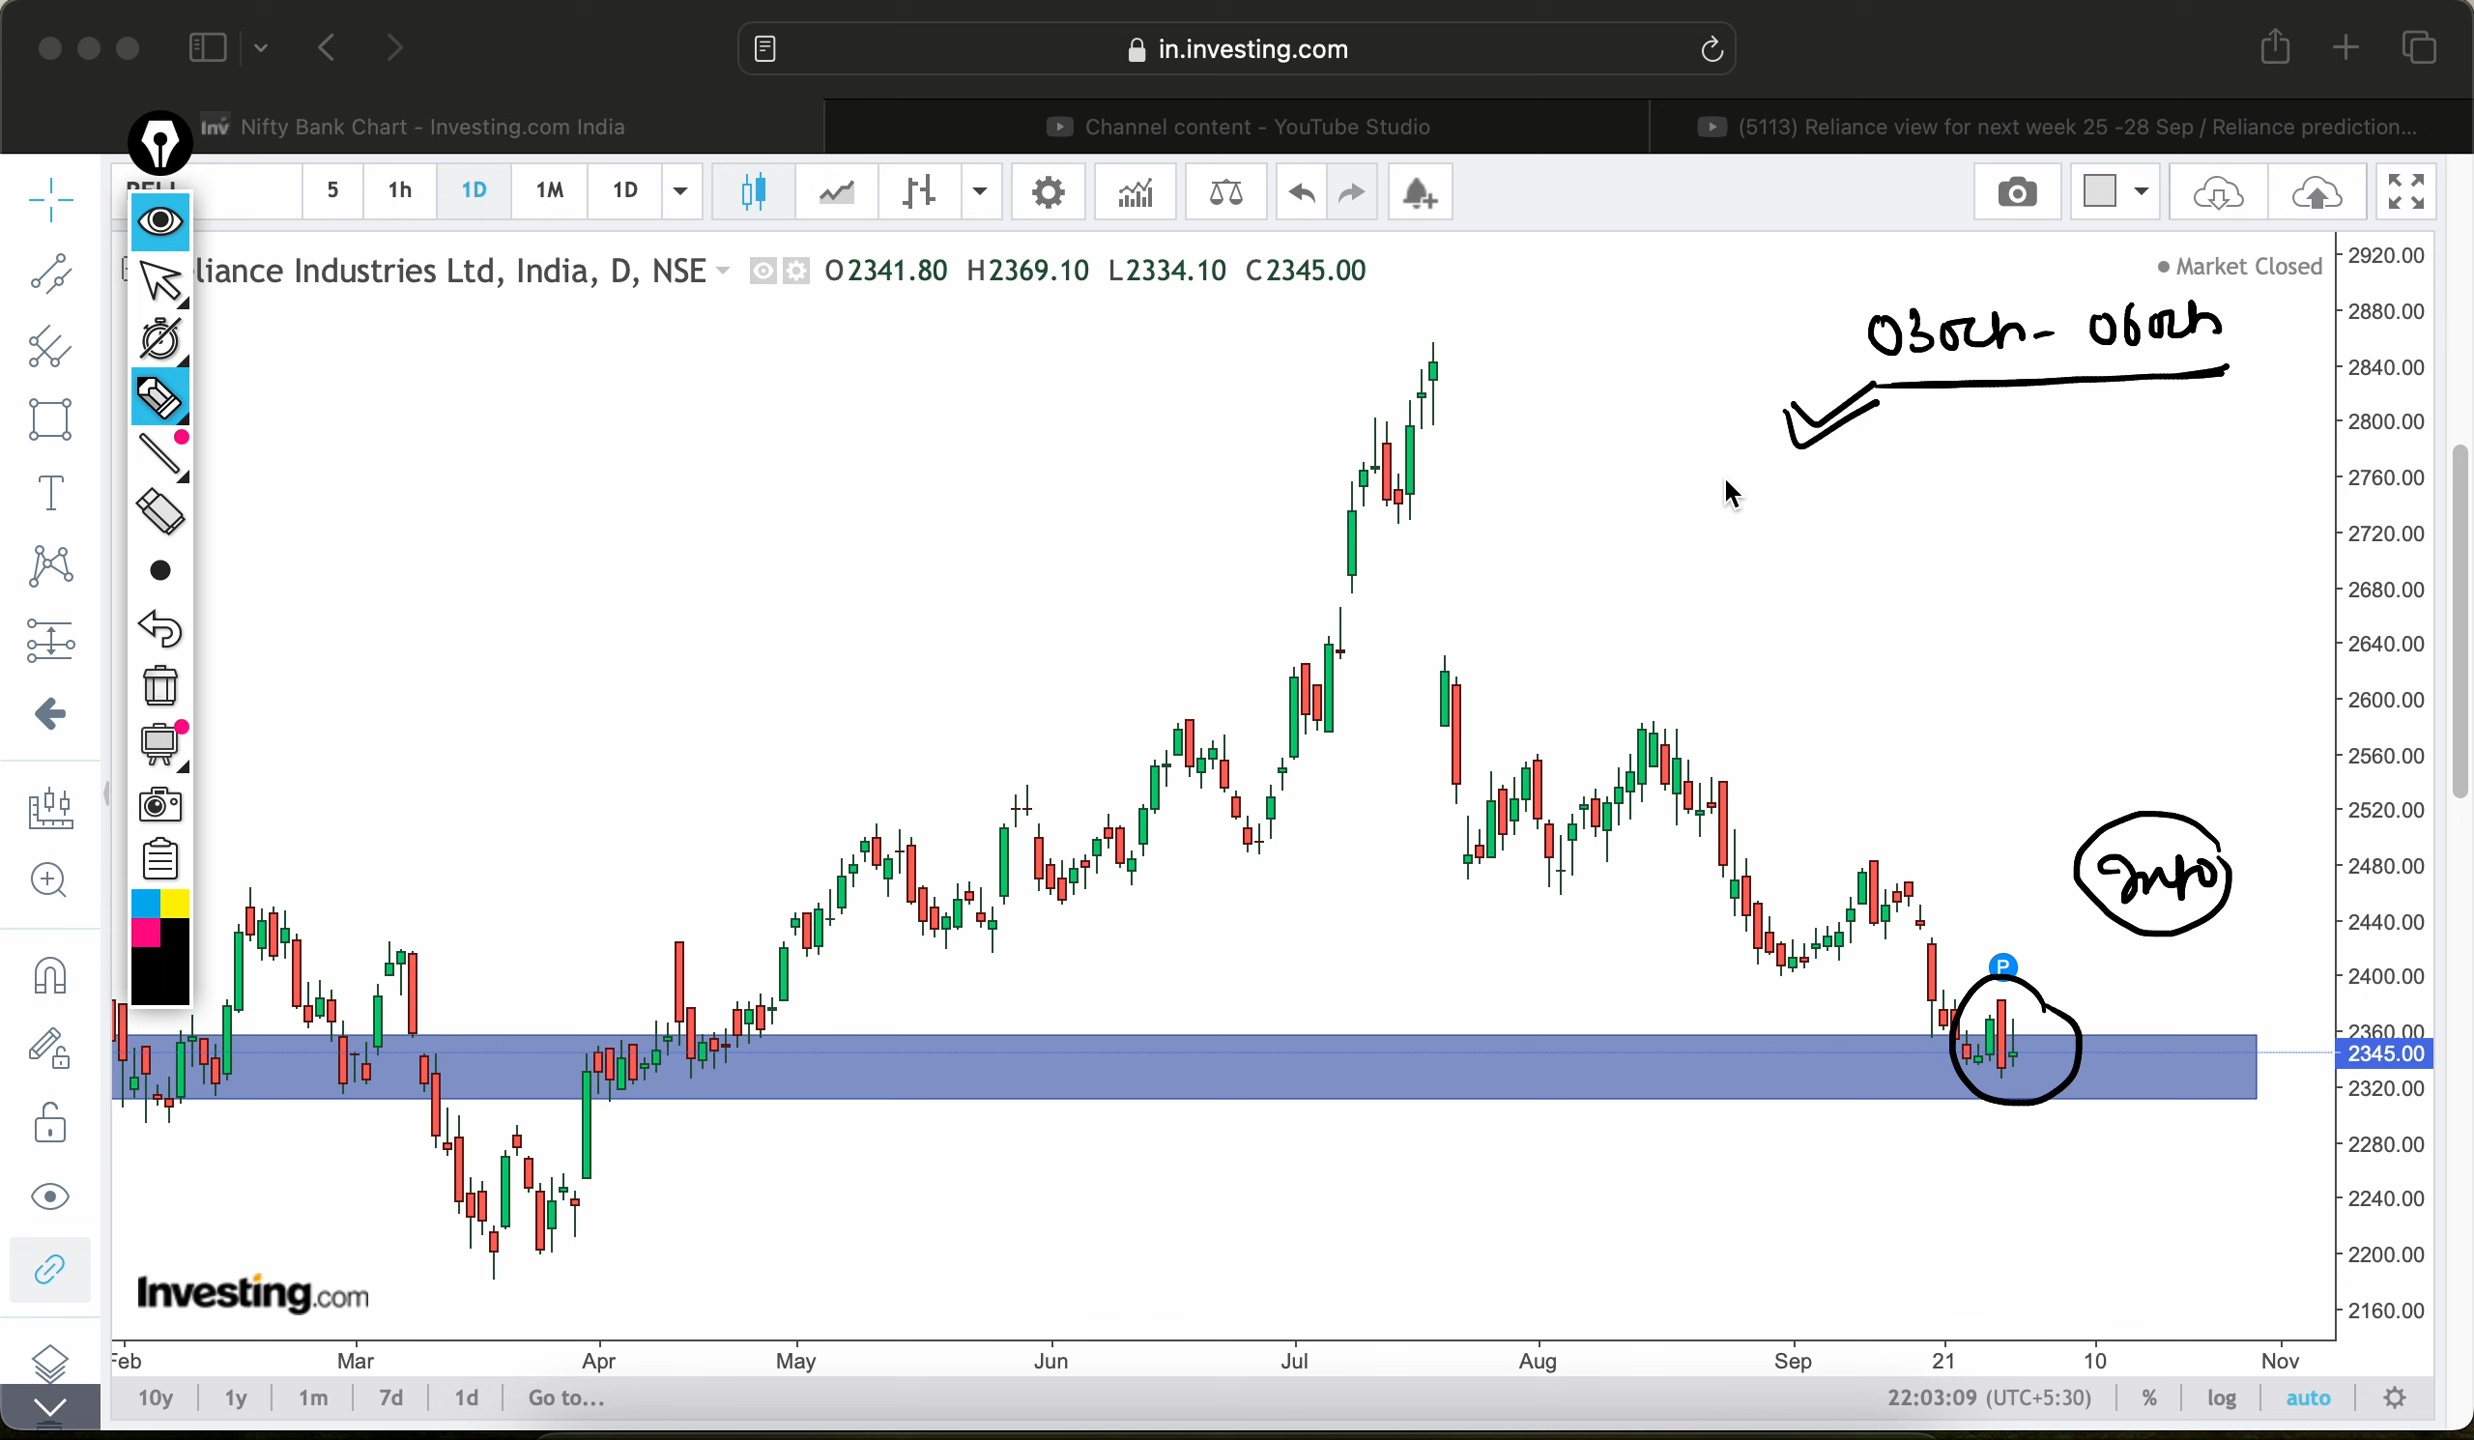 in.investing.com
Inv Nifty Bank Chart - Investing.com India
Channel content - YouTube Studio
(5113) Reliance view for next week 25 -28 Sep / Reliance prediction...
5 1h 1D 1M 1D
liance Industries Ltd, India, D, NSE O2341.80 H2369.10 L2334.10 C2345.00
Market Closed
03 och - 06 och
Info
P
T
2920.00
2880.00
2840.00
2800.00
2760.00
2720.00
2680.00
2640.00
2600.00
2560.00
2520.00
2480.00
2440.00
2400.00
2360.00
2345.00
2320.00
2280.00
2240.00
2200.00
2160.00
Investing.com
Feb Mar Apr May Jun Jul Aug Sep 21 10 Nov
10y 1y 1m 7d 1d Go to... 22:03:09 (UTC+5:30) % log auto